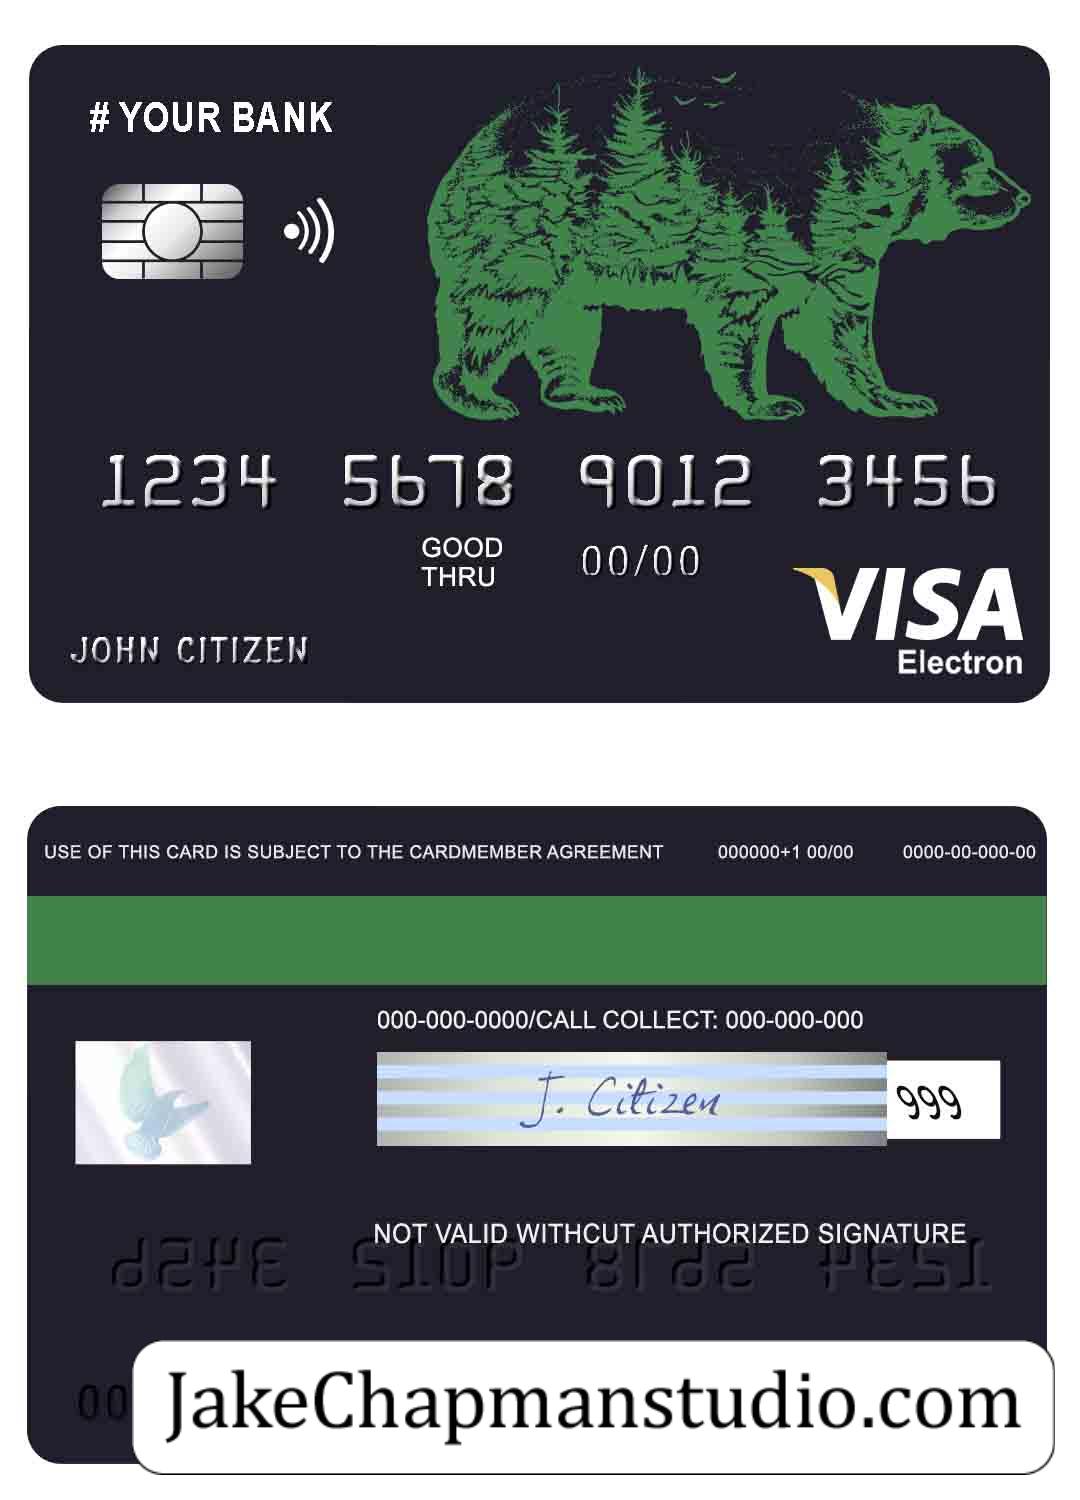 # YOUR BANK
1234 5678 9012 3456
GOOD
THRU
00/00
VISA
Electron
JOHN CITIZEN
USE OF THIS CARD IS SUBJECT TO THE CARDMEMBER AGREEMENT 000000+1 00/00 0000-00-000-00
000-000-0000/CALL COLLECT: 000-000-000
J. Citizen 999
NOT VALID WITHCUT AUTHORIZED SIGNATURE
00
JakeChapmanstudio.com